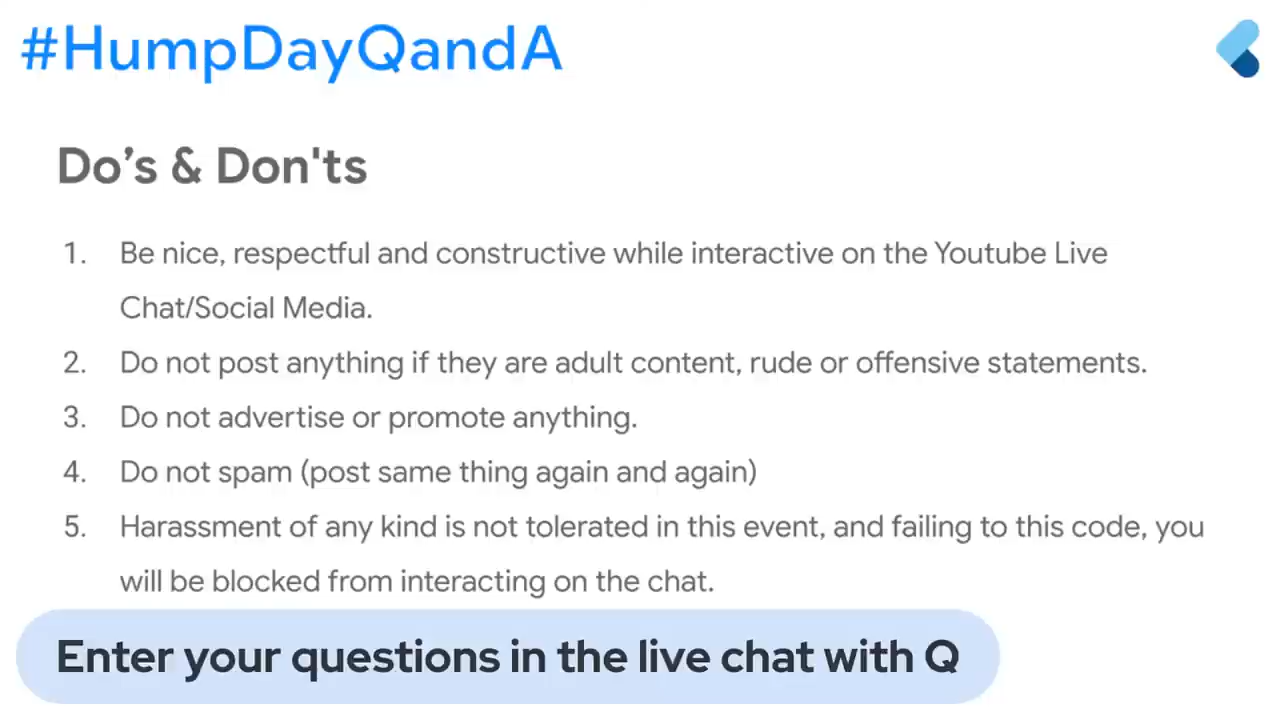 #HumpDayQandA
Do’s & Don'ts
1. Be nice, respectful and constructive while interactive on the Youtube Live
Chat/Social Media.
2. Do not post anything if they are adult content, rude or offensive statements.
3. Do not advertise or promote anything.
4. Do not spam (post same thing again and again)
5. Harassment of any kind is not tolerated in this event, and failing to this code, you
will be blocked from interacting on the chat.
Enter your questions in the live chat with Q